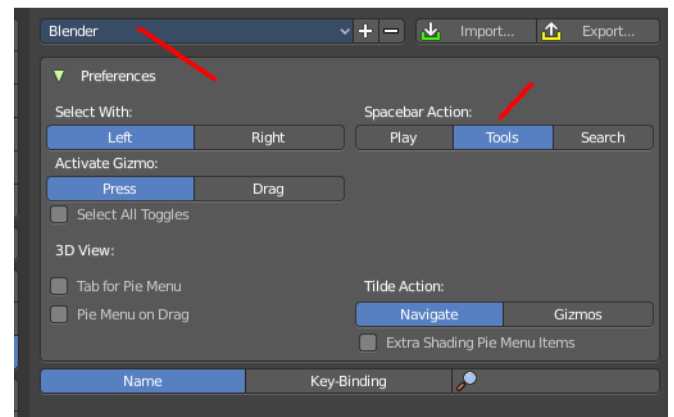 Blender Import... Export...
Preferences
Select With: Spacebar Action:
Left Right Play Tools Search
Activate Gizmo:
Press Drag
Select All Toggles
3D View:
Tab for Pie Menu Tilde Action:
Pie Menu on Drag Navigate Gizmos
Extra Shading Pie Menu Items
Name Key-Binding